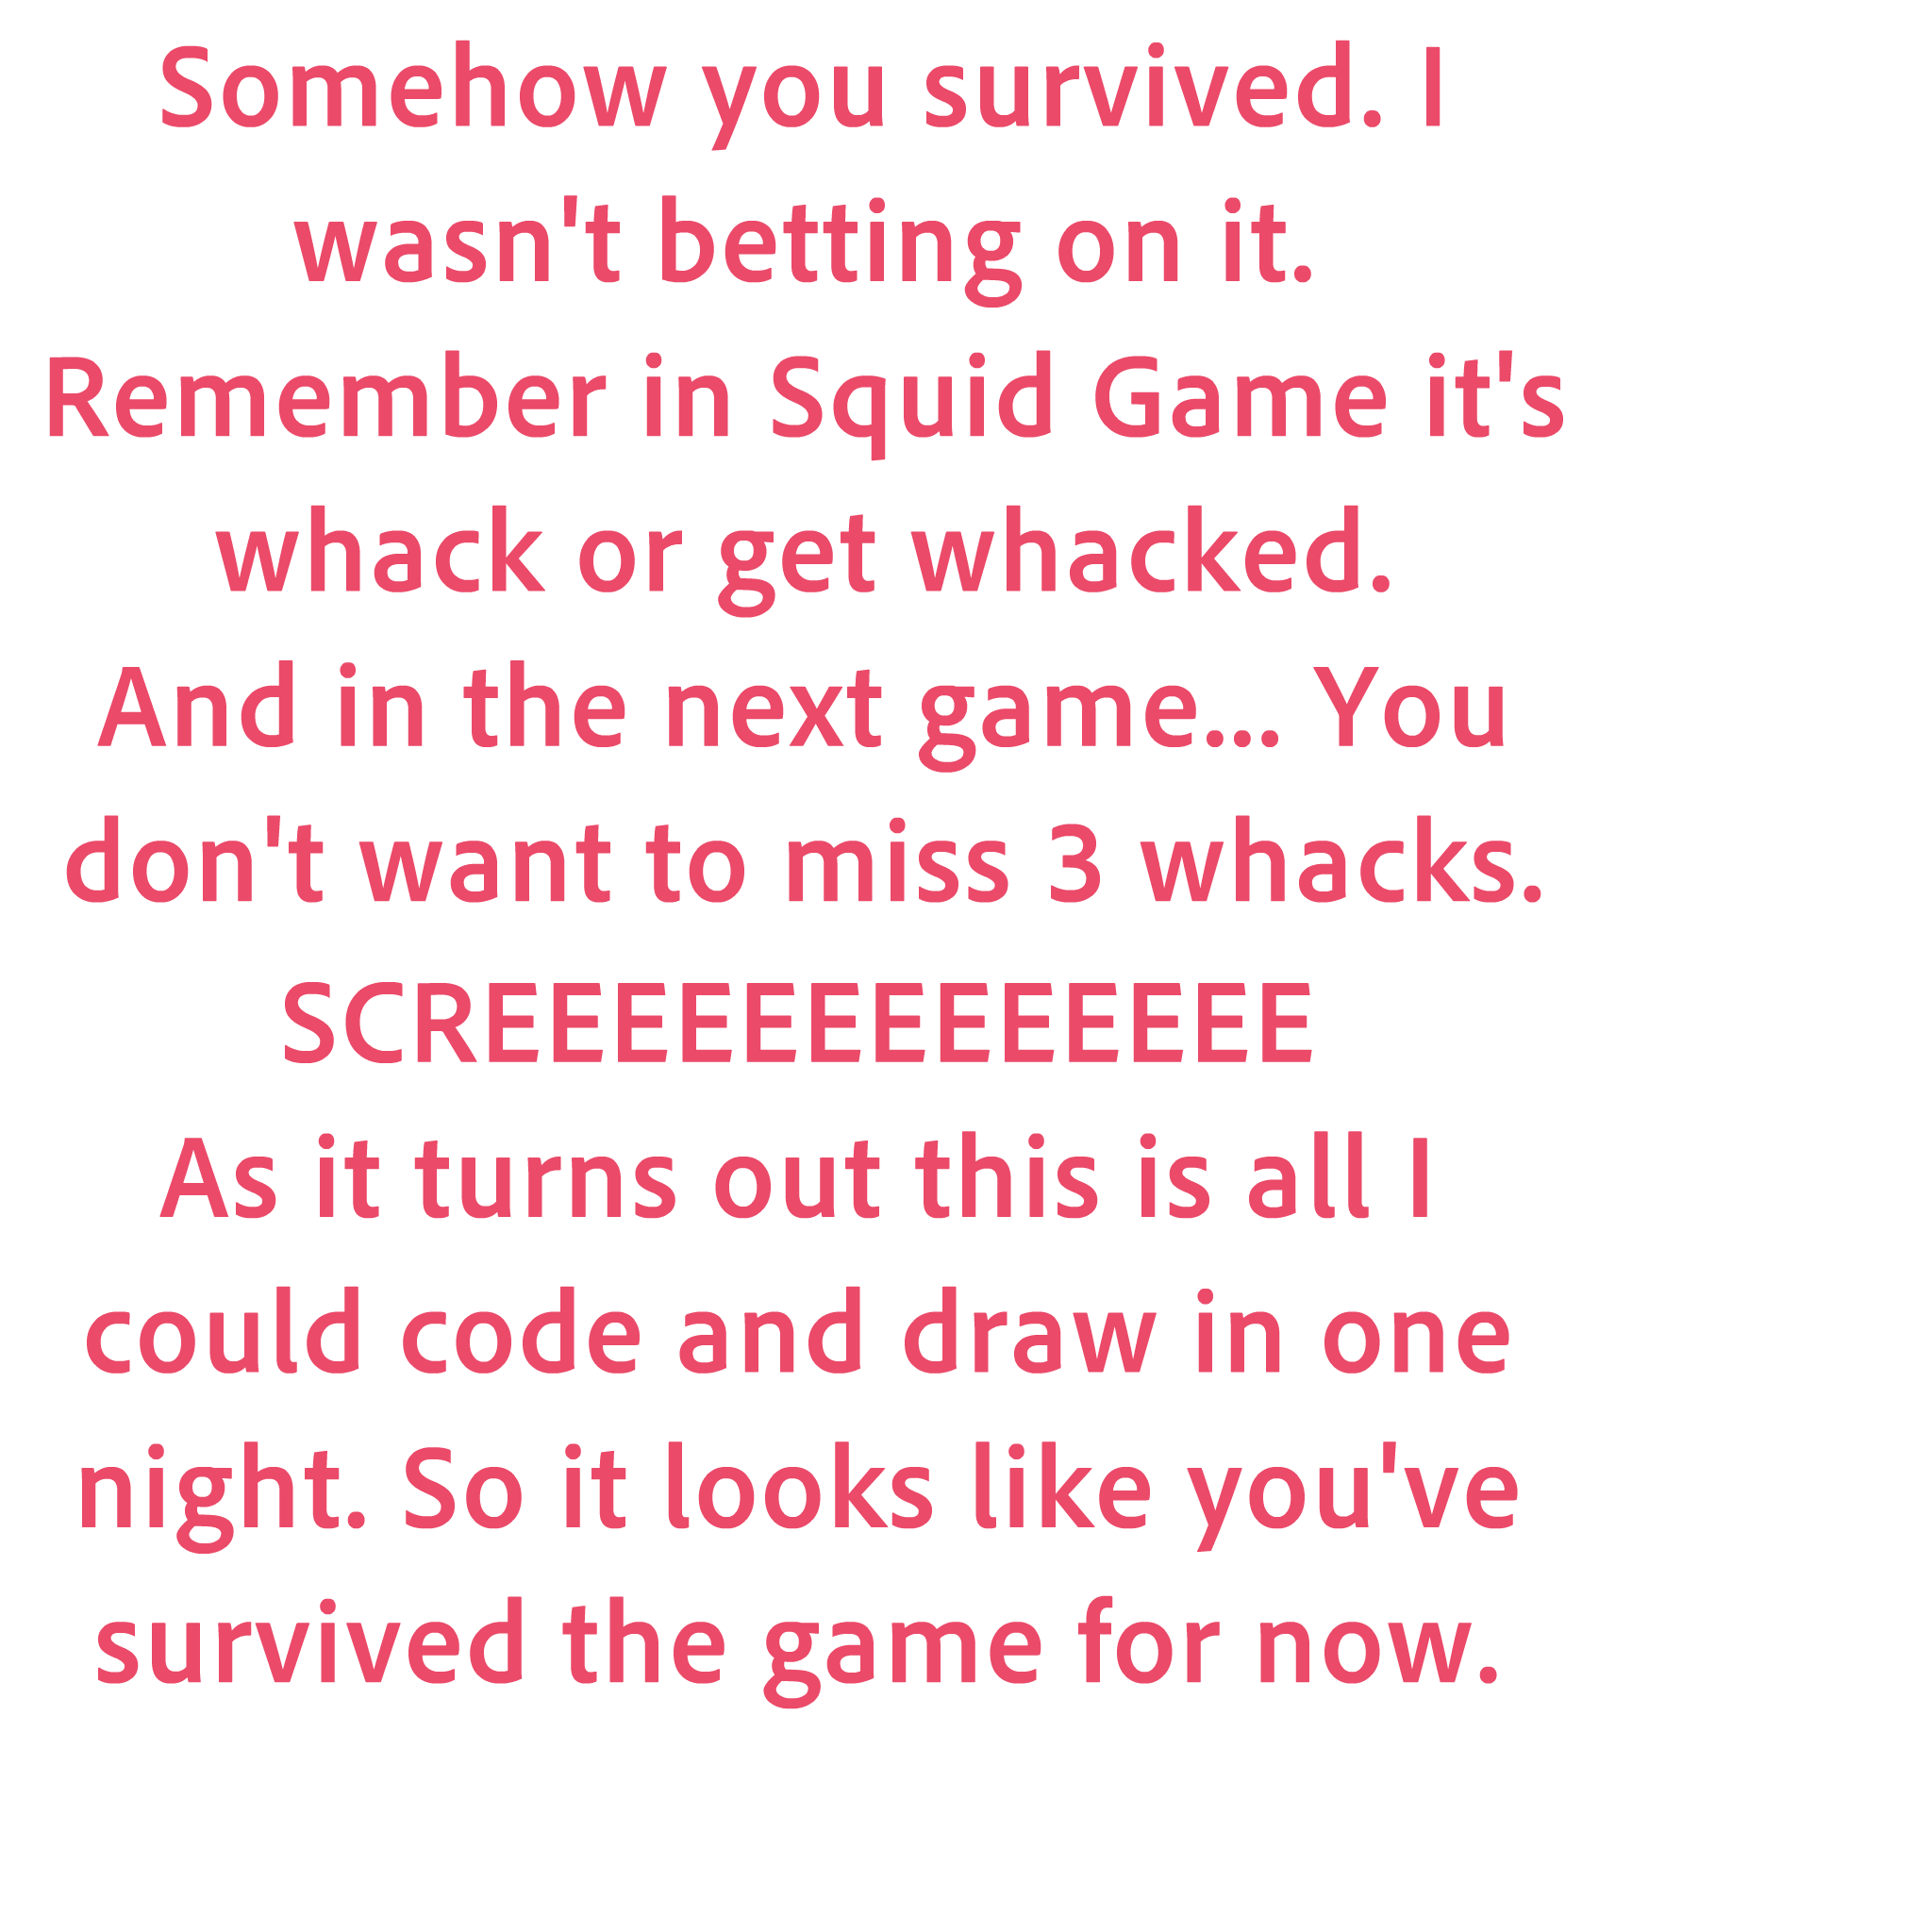 Somehow you survived. I
wasn't betting on it.
Remember in Squid Game it's
whack or get whacked.
And in the next game... You
don't want to miss 3 whacks.
SCREEEEEEEEEEEEE
As it turns out this is all I
could code and draw in one
night. So it looks like you've
survived the game for now.